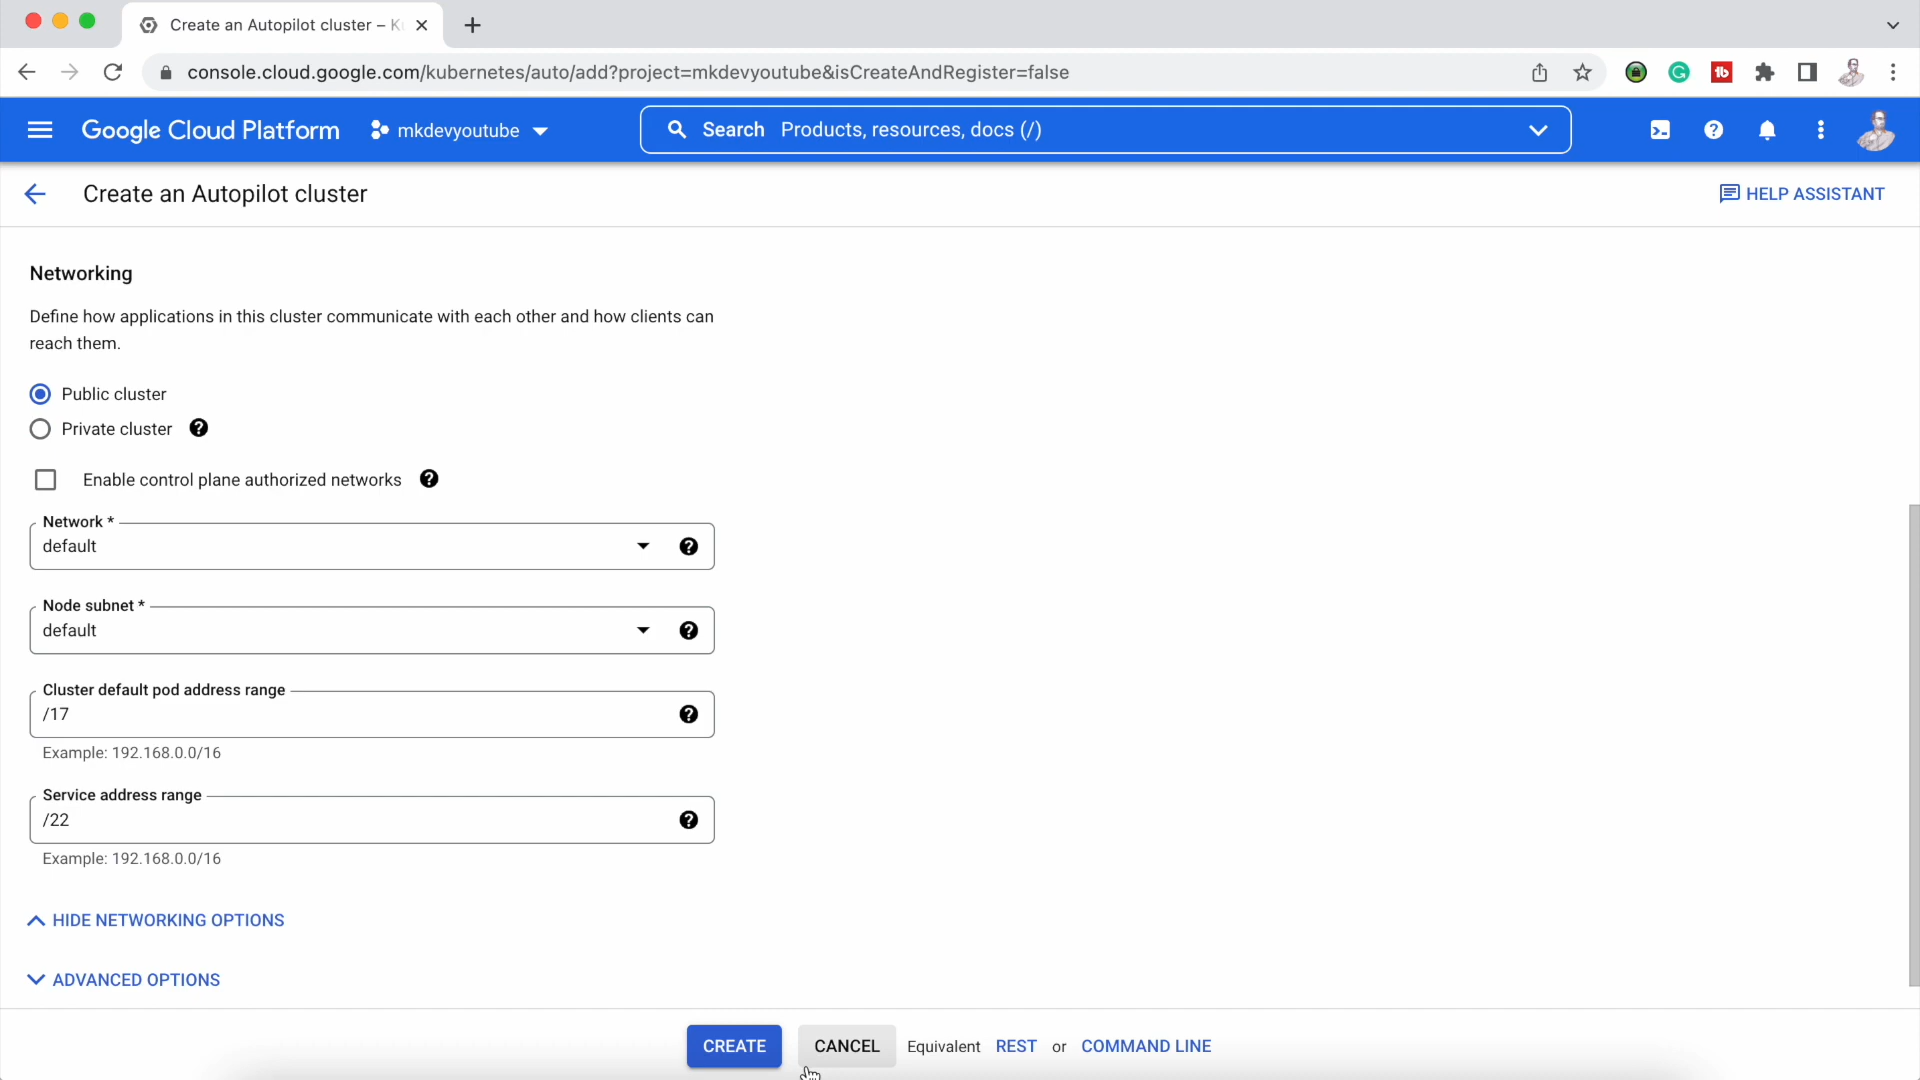 Create an Autopilot cluster – K
console.cloud.google.com/kubernetes/auto/add?project=mkdevyoutube&isCreateAndRegister=false
Google Cloud Platform
mkdevyoutube
Search Products, resources, docs (/)
Create an Autopilot cluster
HELP ASSISTANT
Networking
Define how applications in this cluster communicate with each other and how clients can
reach them.
Public cluster
Private cluster
Enable control plane authorized networks
Network *
default
Node subnet *
default
Cluster default pod address range
/17
Example: 192.168.0.0/16
Service address range
/22
Example: 192.168.0.0/16
HIDE NETWORKING OPTIONS
ADVANCED OPTIONS
CREATE CANCEL Equivalent REST or COMMAND LINE